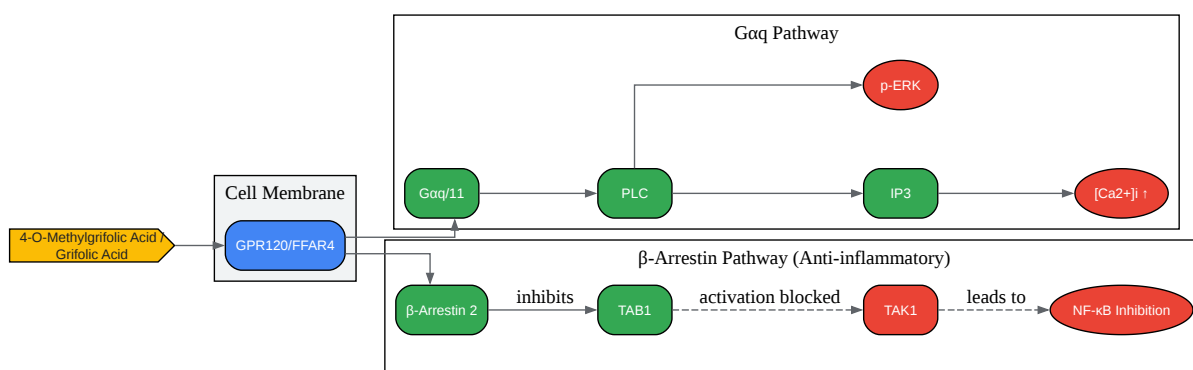 Gαq Pathway
p-ERK
Gαq/11
PLC
IP3
[Ca2+]i ↑
Cell Membrane
GPR120/FFAR4
4-O-Methylgrifolic Acid /
Grifolic Acid
β-Arrestin Pathway (Anti-inflammatory)
β-Arrestin 2
inhibits
TAB1
activation blocked
TAK1
leads to
NF-κB Inhibition